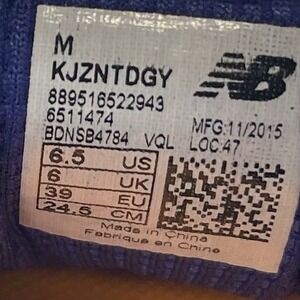 M
KJZNTDGY
NB
889516522943
6511474
MFG:11/2015
BDNSB4784 VQL LOC:47
6.5 US
6 UK
39 EU
24.5 CM
Made in China
Fabriqué en Chine